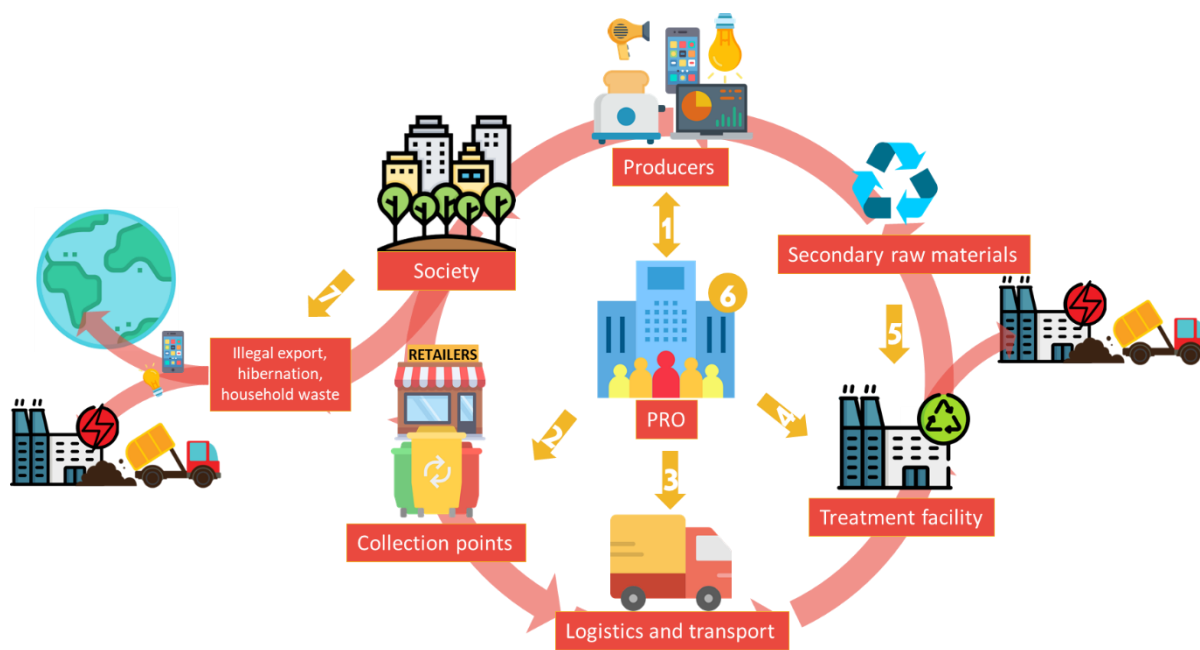 Producers
1
Society
Secondary raw materials
6
7
5
Illegal export,
hibernation,
household waste
RETAILERS
PRO
4
2
3
Treatment facility
Collection points
Logistics and transport